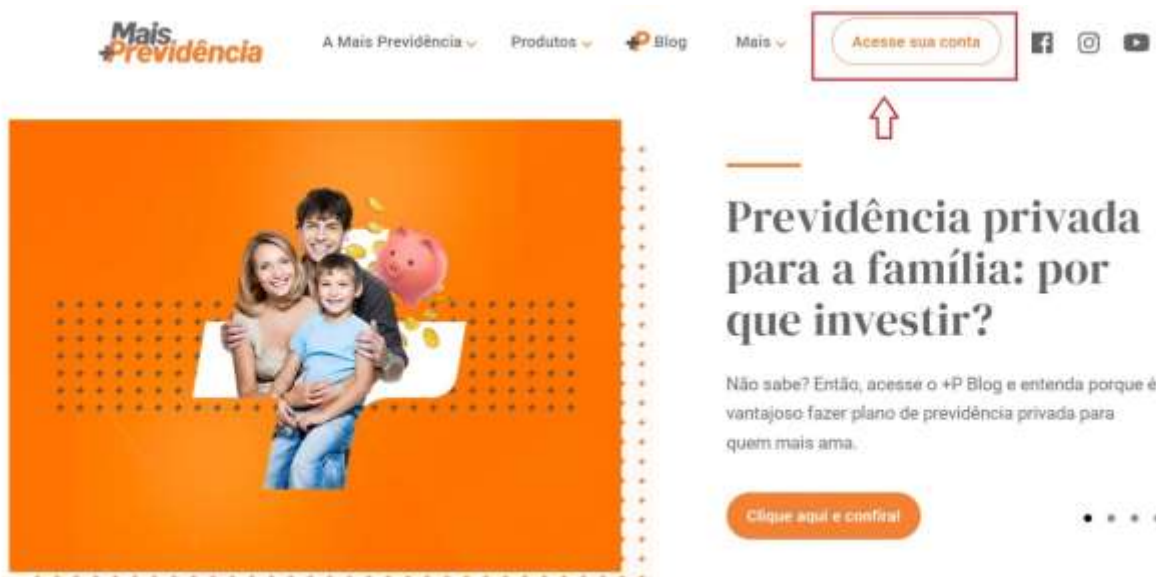 Mais
+Previdência
A Mais Previdência
Produtos
+P Blog
Mais
Acesse sua conta
Previdência privada
para a família: por
que investir?
Não sabe? Então, acesse o +P Blog e entenda porque é
vantajoso fazer plano de previdência privada para
quem mais ama.
Clique aqui e confira!